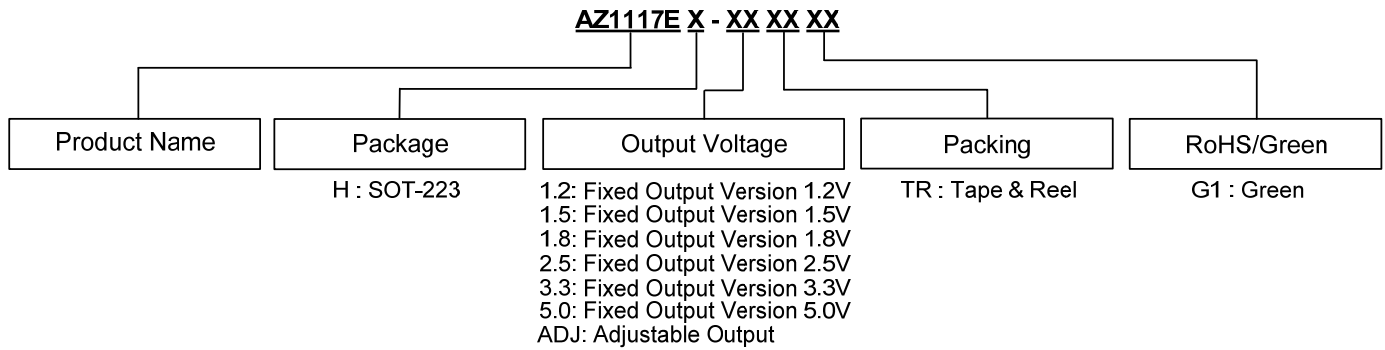 AZ1117E X - XX XX XX
Product Name
Package
Output Voltage
Packing
RoHS/Green
H : SOT-223
1.2: Fixed Output Version 1.2V
1.5: Fixed Output Version 1.5V
1.8: Fixed Output Version 1.8V
2.5: Fixed Output Version 2.5V
3.3: Fixed Output Version 3.3V
5.0: Fixed Output Version 5.0V
ADJ: Adjustable Output
TR : Tape & Reel
G1 : Green